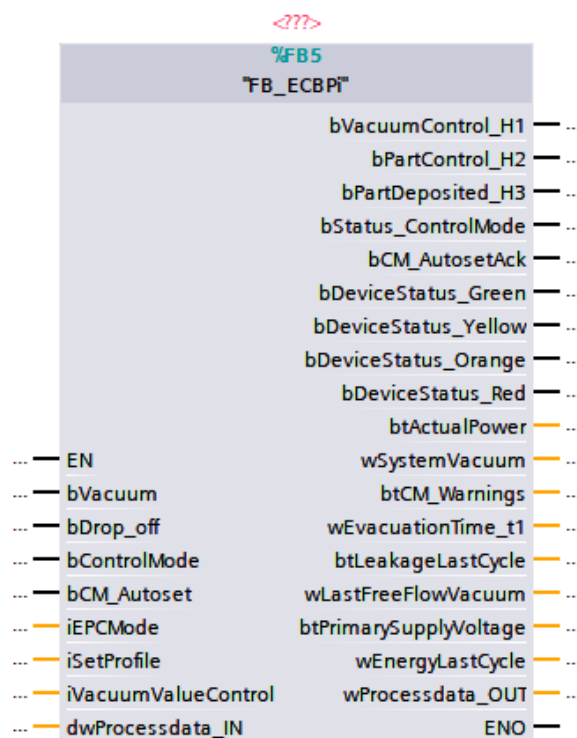 <???>
%FB5
"FB_ECBPi"
bVacuumControl_H1 ...
bPartControl_H2 ...
bPartDeposited_H3 ...
bStatus_ControlMode ...
bCM_AutosetAck ...
bDeviceStatus_Green ...
bDeviceStatus_Yellow ...
bDeviceStatus_Orange ...
bDeviceStatus_Red ...
btActualPower ...
... EN wSystemVacuum ...
... bVacuum btCM_Warnings ...
... bDrop_off wEvacuationTime_t1 ...
... bControlMode btLeakageLastCycle ...
... bCM_Autoset wLastFreeFlowVacuum ...
... iEPCMode btPrimarySupplyVoltage ...
... iSetProfile wEnergyLastCycle ...
... iVacuumValueControl wProcessdata_OUT ...
... dwProcessdata_IN ENO